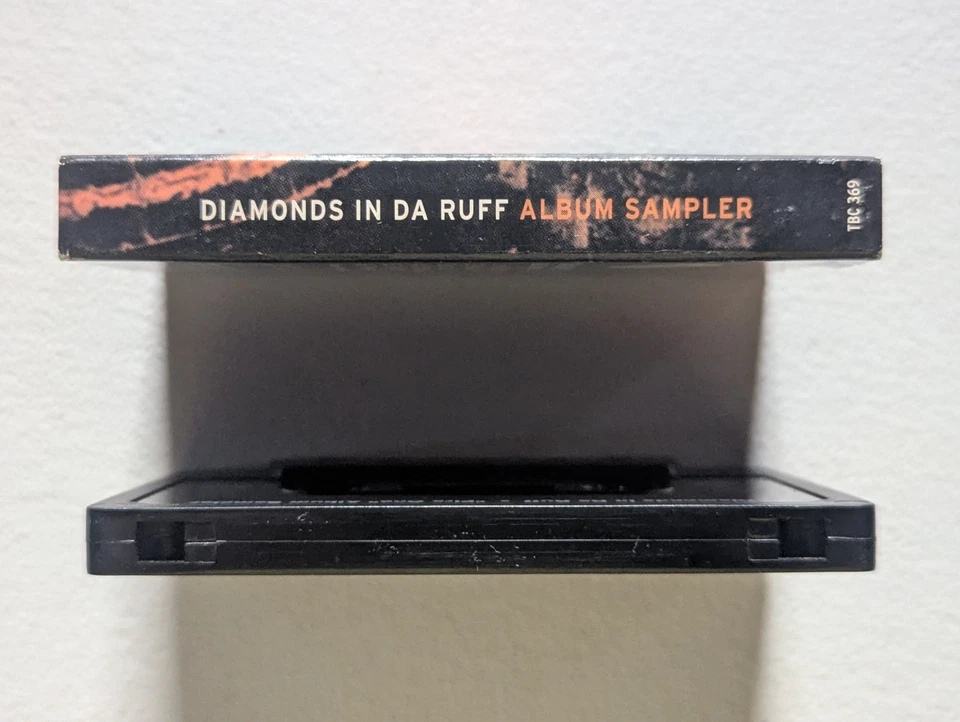 DIAMONDS IN DA RUFF ALBUM SAMPLER
TBC 369